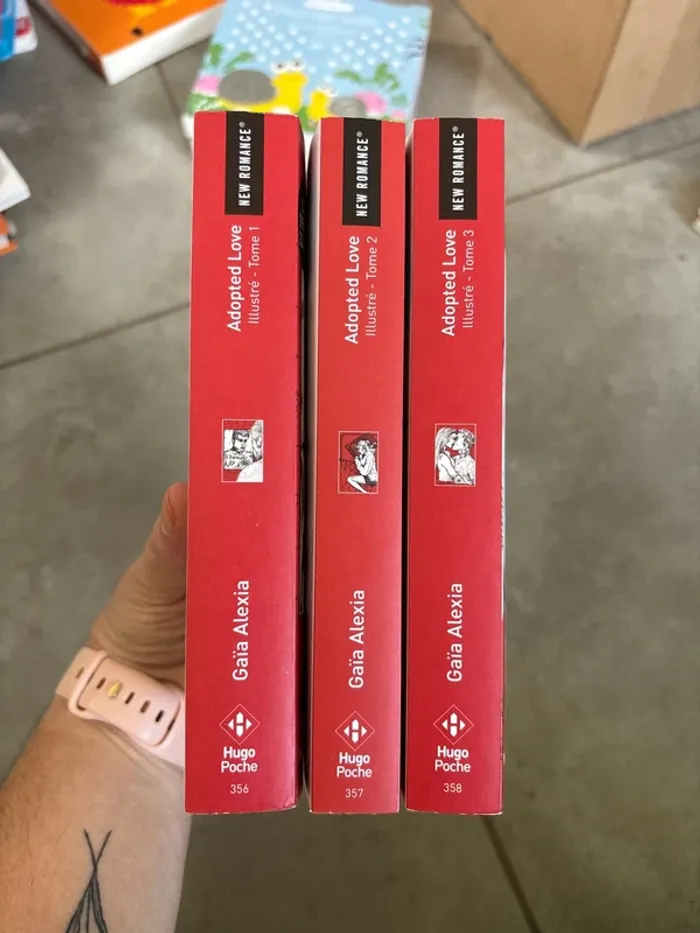 NEW ROMANCE®
Adopted Love
Illustré - Tome 1
Gaïa Alexia
Hugo
Poche
356
NEW ROMANCE®
Adopted Love
Illustré - Tome 2
Gaïa Alexia
Hugo
Poche
357
NEW ROMANCE®
Adopted Love
Illustré - Tome 3
Gaïa Alexia
Hugo
Poche
358